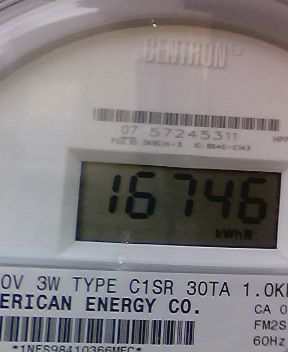 CENTRON®
07 57245311
16746
kWh
0V 3W TYPE C1SR 30TA 1.0K
ERICAN ENERGY CO.
CA 0
FM2S
60Hz
*1NES98410366MEC*